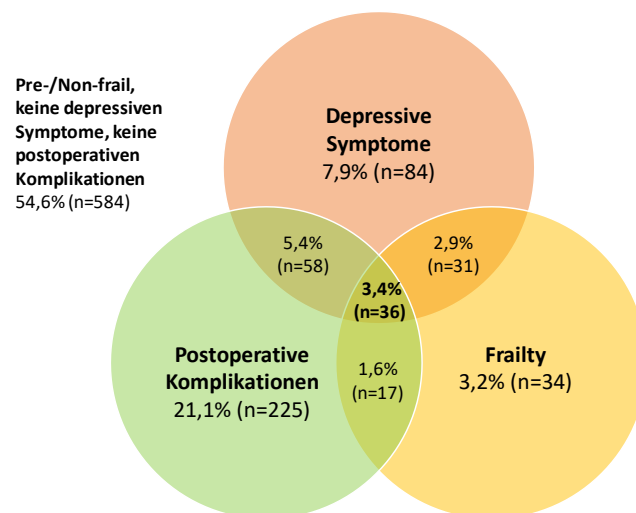 Pre-/Non-frail,
keine depressiven
Symptome, keine
postoperativen
Komplikationen
54,6% (n=584)
Depressive
Symptome
7,9% (n=84)
5,4%
(n=58)
2,9%
(n=31)
3,4%
(n=36)
Postoperative
Komplikationen
21,1% (n=225)
1,6%
(n=17)
Frailty
3,2% (n=34)